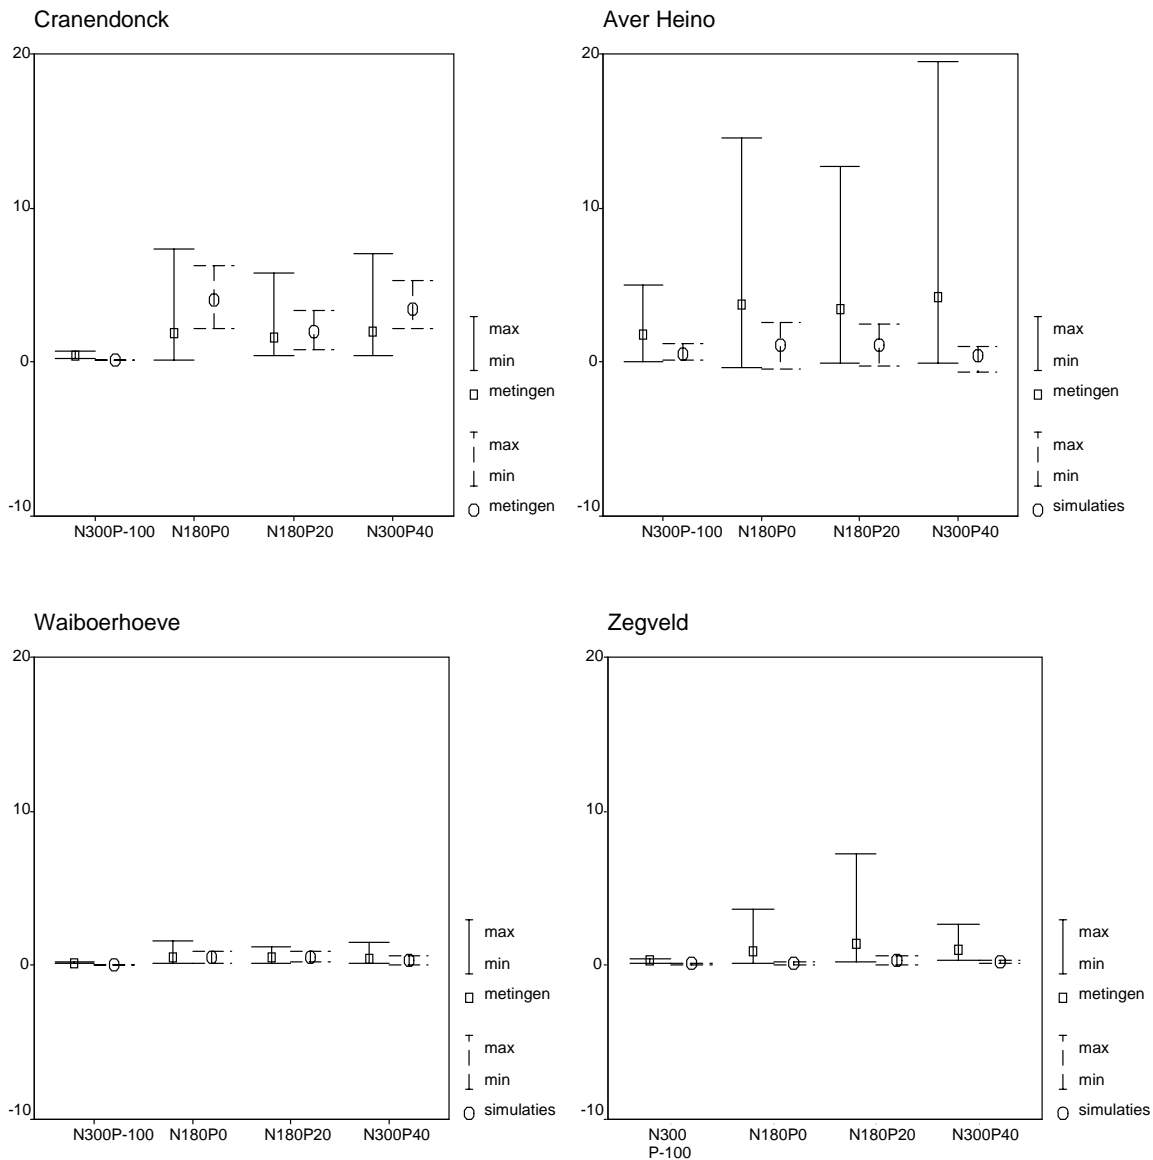 Cranendonck
20
10
0
-10
N300P-100 N180P0 N180P20 N300P40
max
min
metingen
max
min
metingen
Aver Heino
20
10
0
-10
N300P-100 N180P0 N180P20 N300P40
max
min
metingen
max
min
simulaties
Waiboerhoeve
20
10
0
-10
N300P-100 N180P0 N180P20 N300P40
max
min
metingen
max
min
simulaties
Zegveld
20
10
0
-10
N300 N180P0 N180P20 N300P40
P-100
max
min
metingen
max
min
simulaties